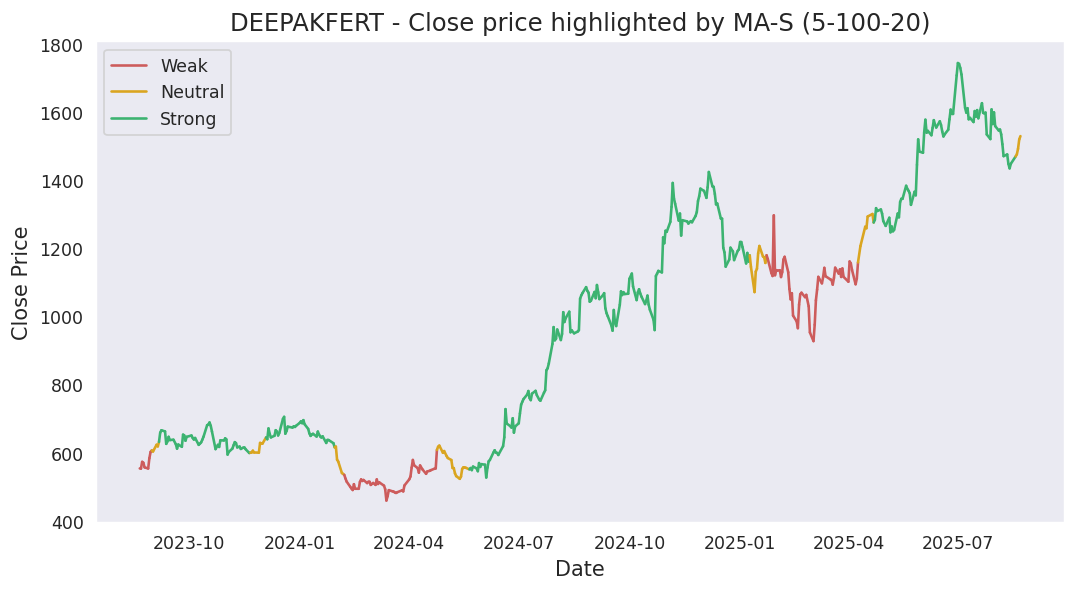 DEEPAKFERT - Close price highlighted by MA-S (5-100-20)
Weak
Neutral
Strong
1800
1600
1400
1200
1000
800
600
400
Close Price
2023-10
2024-01
2024-04
2024-07
2024-10
2025-01
2025-04
2025-07
Date